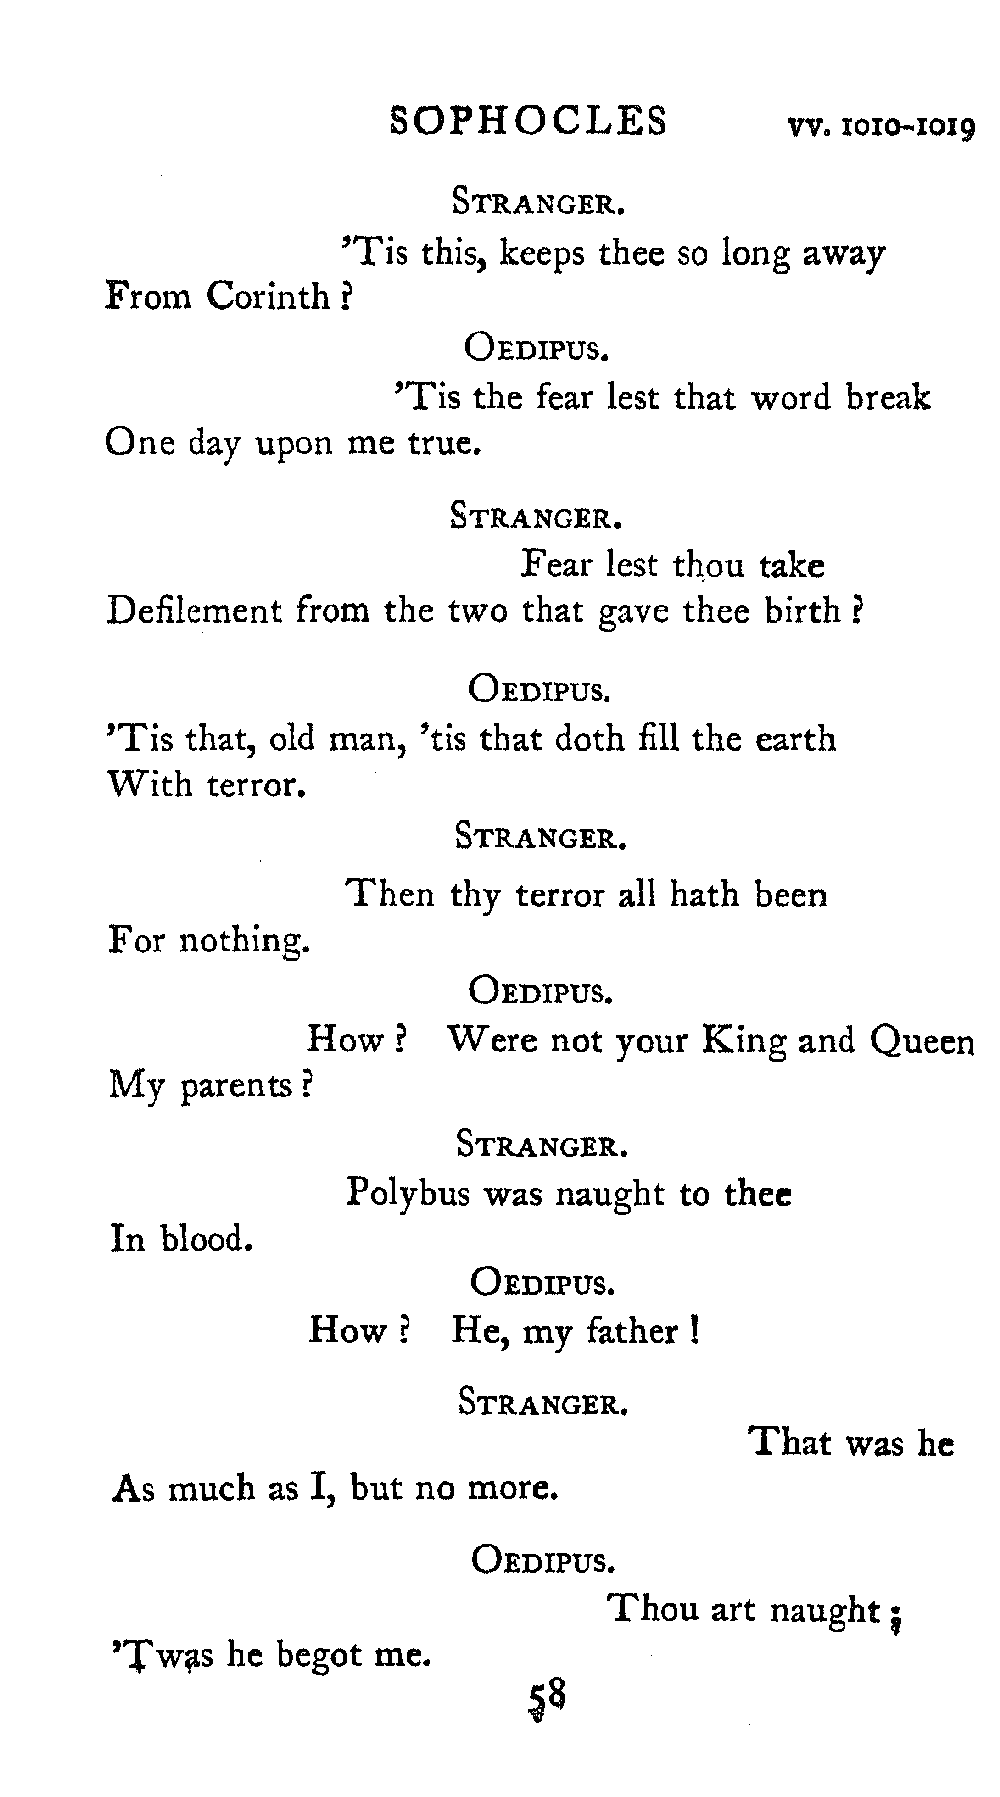 SOPHOCLES vv. 1010-1019
STRANGER.
’Tis this, keeps thee so long away
From Corinth ?
OEDIPUS.
’Tis the fear lest that word break
One day upon me true.
STRANGER.
Fear lest thou take
Defilement from the two that gave thee birth ?
OEDIPUS.
’Tis that, old man, ’tis that doth fill the earth
With terror.
STRANGER.
Then thy terror all hath been
For nothing.
OEDIPUS.
How ? Were not your King and Queen
My parents ?
STRANGER.
Polybus was naught to thee
In blood.
OEDIPUS.
How ? He, my father !
STRANGER.
That was he
As much as I, but no more.
OEDIPUS.
Thou art naught ;
’Twas he begot me.
58